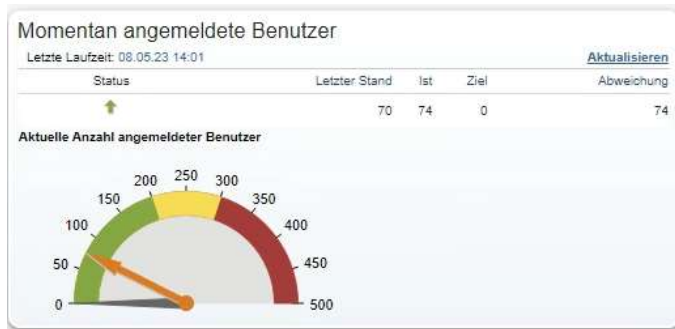 Momentan angemeldete Benutzer
Letzte Laufzeit: 08.05.23 14:01 Aktualisieren
Status Letzter Stand Ist Ziel Abweichung
70 74 0 74
Aktuelle Anzahl angemeldeter Benutzer
0
50
100
150
200
250
300
350
400
450
500